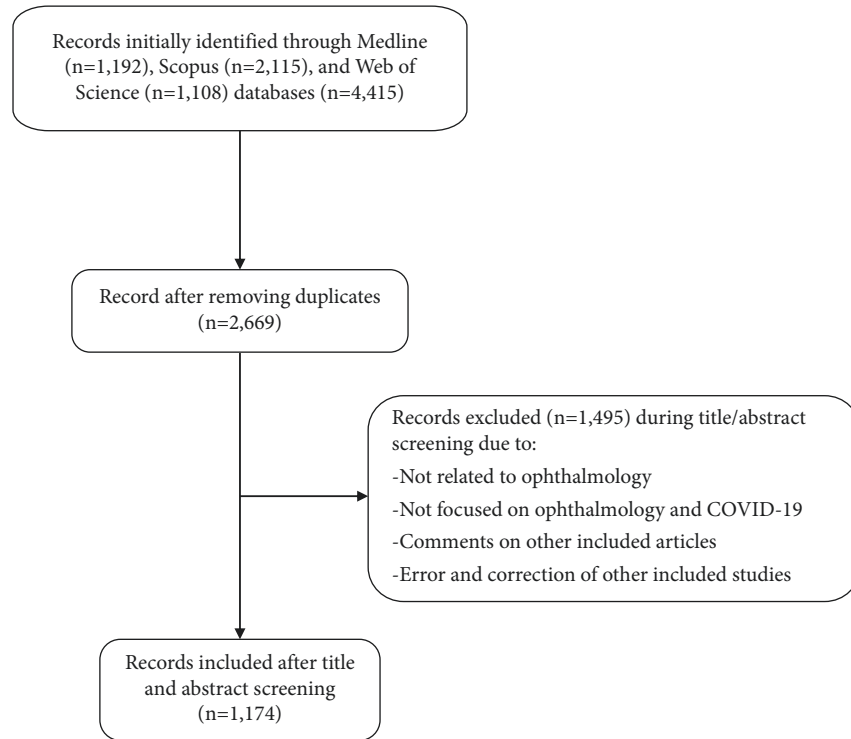 Records initially identified through Medline
(n=1,192), Scopus (n=2,115), and Web of
Science (n=1,108) databases (n=4,415)
Record after removing duplicates
(n=2,669)
Records excluded (n=1,495) during title/abstract
screening due to:
-Not related to ophthalmology
-Not focused on ophthalmology and COVID-19
-Comments on other included articles
-Error and correction of other included studies
Records included after title
and abstract screening
(n=1,174)